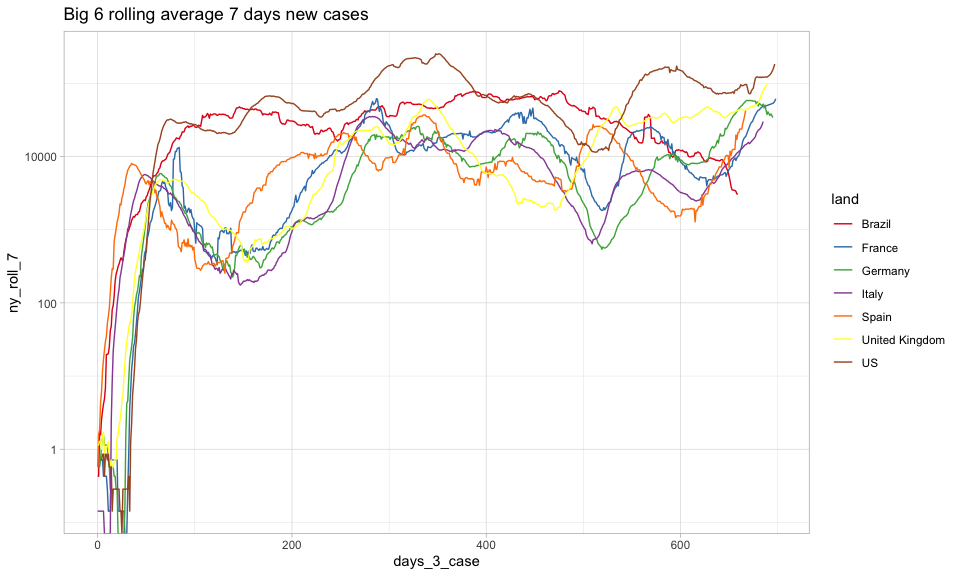 Big 6 rolling average 7 days new cases
ny_roll_7
10000
100
1
0
200
400
600
days_3_case
land
Brazil
France
Germany
Italy
Spain
United Kingdom
US